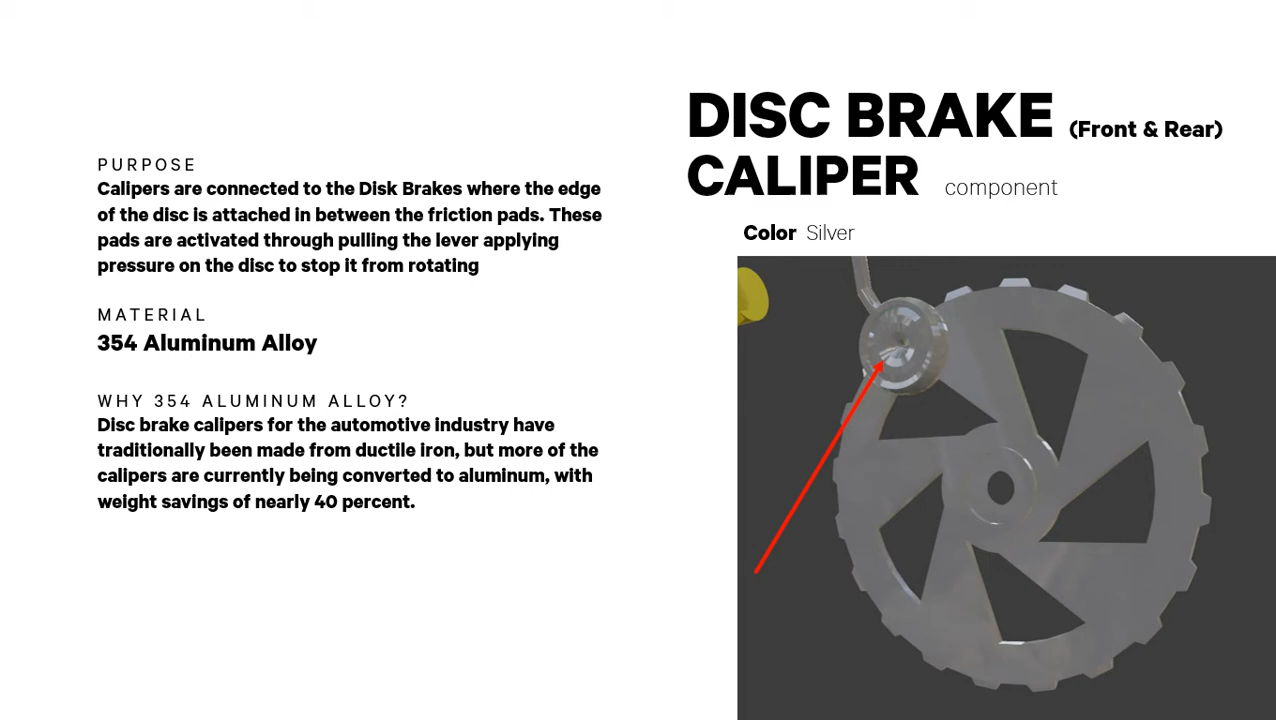 DISC BRAKE (Front & Rear)
CALIPER component
Color Silver
PURPOSE
Calipers are connected to the Disk Brakes where the edge
of the disc is attached in between the friction pads. These
pads are activated through pulling the lever applying
pressure on the disc to stop it from rotating
MATERIAL
354 Aluminum Alloy
WHY 354 ALUMINUM ALLOY?
Disc brake calipers for the automotive industry have
traditionally been made from ductile iron, but more of the
calipers are currently being converted to aluminum, with
weight savings of nearly 40 percent.